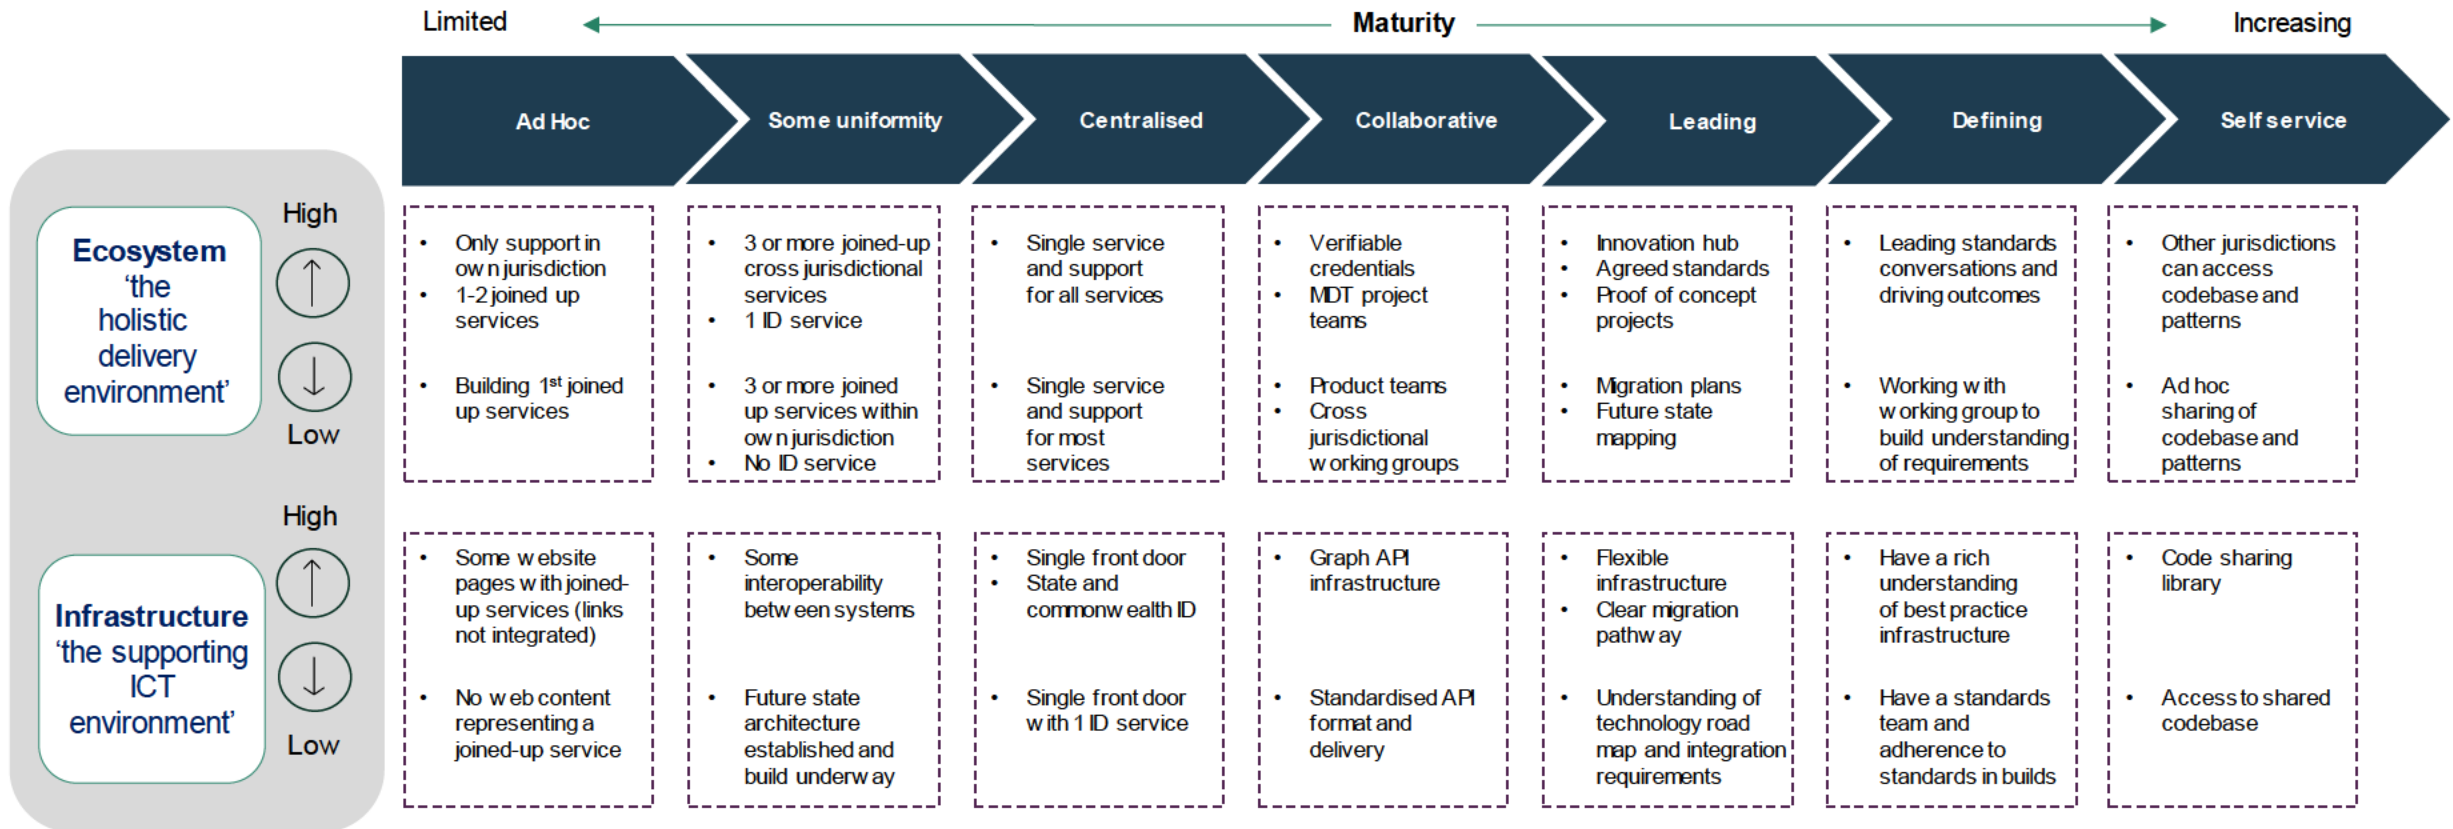 Limited
Maturity
Increasing
Ad Hoc
Some uniformity
Centralised
Collaborative
Leading
Defining
Self service
Ecosystem
‘the
holistic
delivery
environment’
High
Low
• Only support in
own jurisdiction
• 1-2 joined up
services
• Building 1st joined
up services
• 3 or more joined-up
cross jurisdictional
services
• 1 ID service
• 3 or more joined
up services within
own jurisdiction
• No ID service
• Single service
and support
for all services
• Single service
and support
for most
services
• Verifiable
credentials
• MDT project
teams
• Product teams
• Cross
jurisdictional
working groups
• Innovation hub
• Agreed standards
• Proof of concept
projects
• Migration plans
• Future state
mapping
• Leading standards
conversations and
driving outcomes
• Working with
working group to
build understanding
of requirements
• Other jurisdictions
can access
codebase and
patterns
• Ad hoc
sharing of
codebase and
patterns
Infrastructure
‘the supporting
ICT
environment’
High
Low
• Some website
pages with joined-
up services (links
not integrated)
• No web content
representing a
joined-up service
• Some
interoperability
between systems
• Future state
architecture
established and
build underway
• Single front door
• State and
commonwealth ID
• Single front door
with 1 ID service
• Graph API
infrastructure
• Standardised API
format and
delivery
• Flexible
infrastructure
• Clear migration
pathway
• Understanding of
technology road
map and integration
requirements
• Have a rich
understanding
of best practice
infrastructure
• Have a standards
team and
adherence to
standards in builds
• Code sharing
library
• Access to shared
codebase